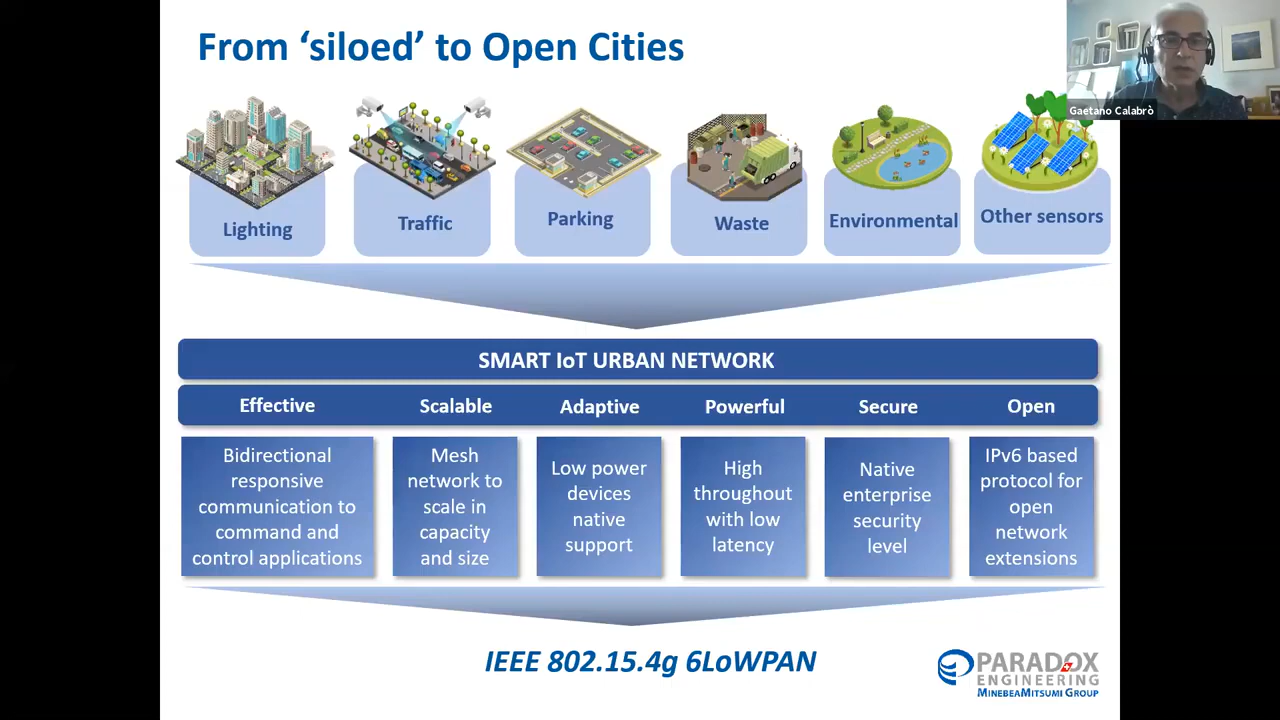 From ‘siloed’ to Open Cities
Gaetano Calabrò
Lighting
Traffic
Parking
Waste
Environmental
Other sensors
SMART IoT URBAN NETWORK
Effective
Scalable
Adaptive
Powerful
Secure
Open
Bidirectional
responsive
communication to
command and
control applications
Mesh
network to
scale in
capacity
and size
Low power
devices
native
support
High
throughout
with low
latency
Native
enterprise
security
level
IPv6 based
protocol for
open
network
extensions
IEEE 802.15.4g 6LoWPAN
PARADOX
ENGINEERING
MINEBEAMITSUMI GROUP